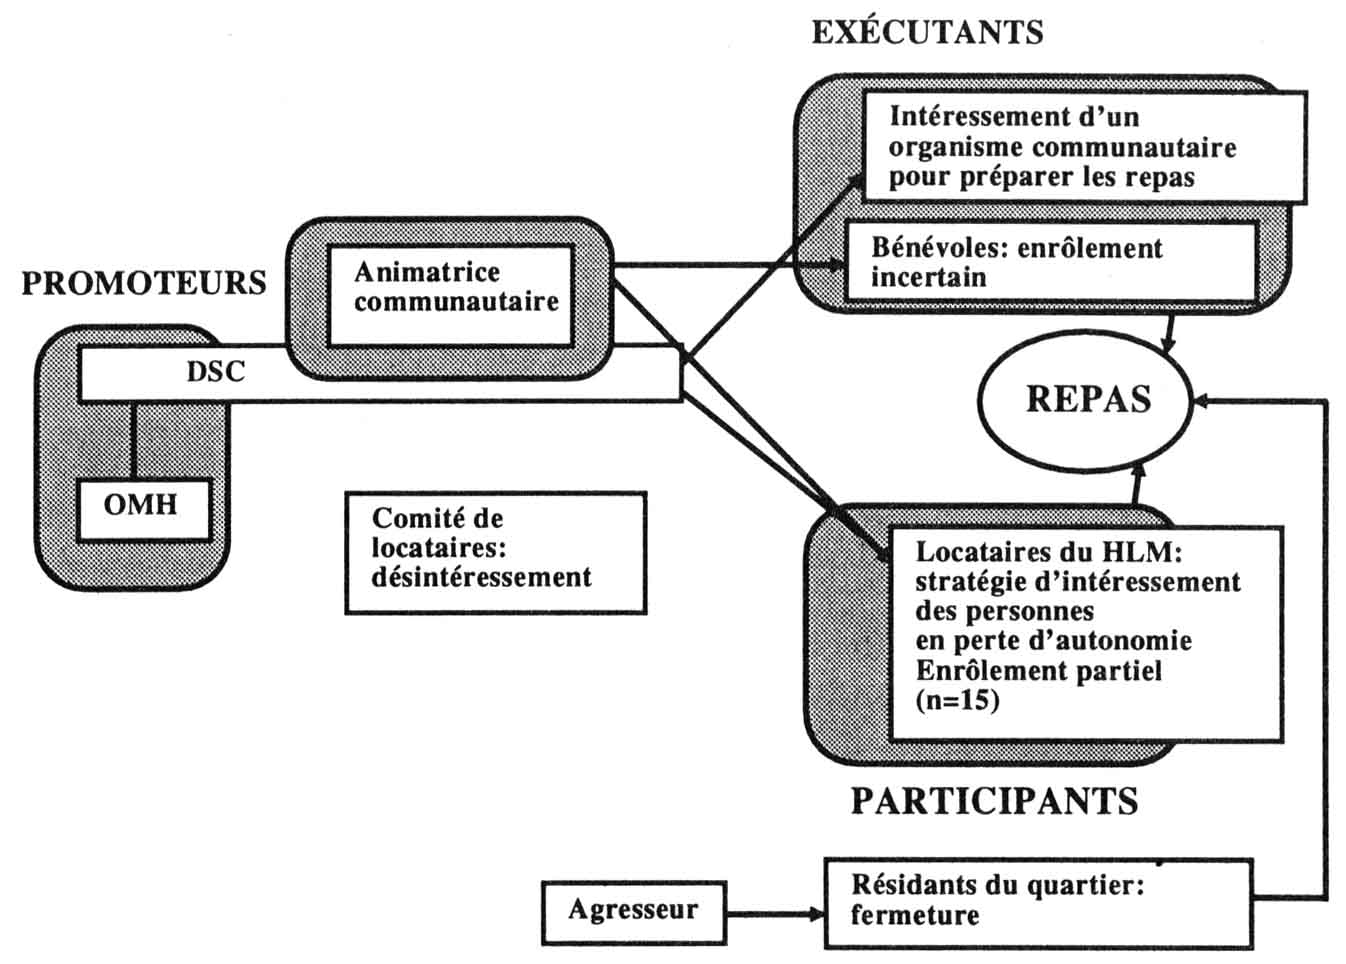 EXÉCUTANTS
Intéressement d'un
organisme communautaire
pour préparer les repas
Bénévoles: enrôlement
incertain
Animatrice
communautaire
PROMOTEURS
DSC
OMH
REPAS
Comité de
locataires:
désintéressement
Locataires du HLM:
stratégie d'intéressement
des personnes
en perte d'autonomie
Enrôlement partiel
(n=15)
PARTICIPANTS
Agresseur
Résidants du quartier:
fermeture